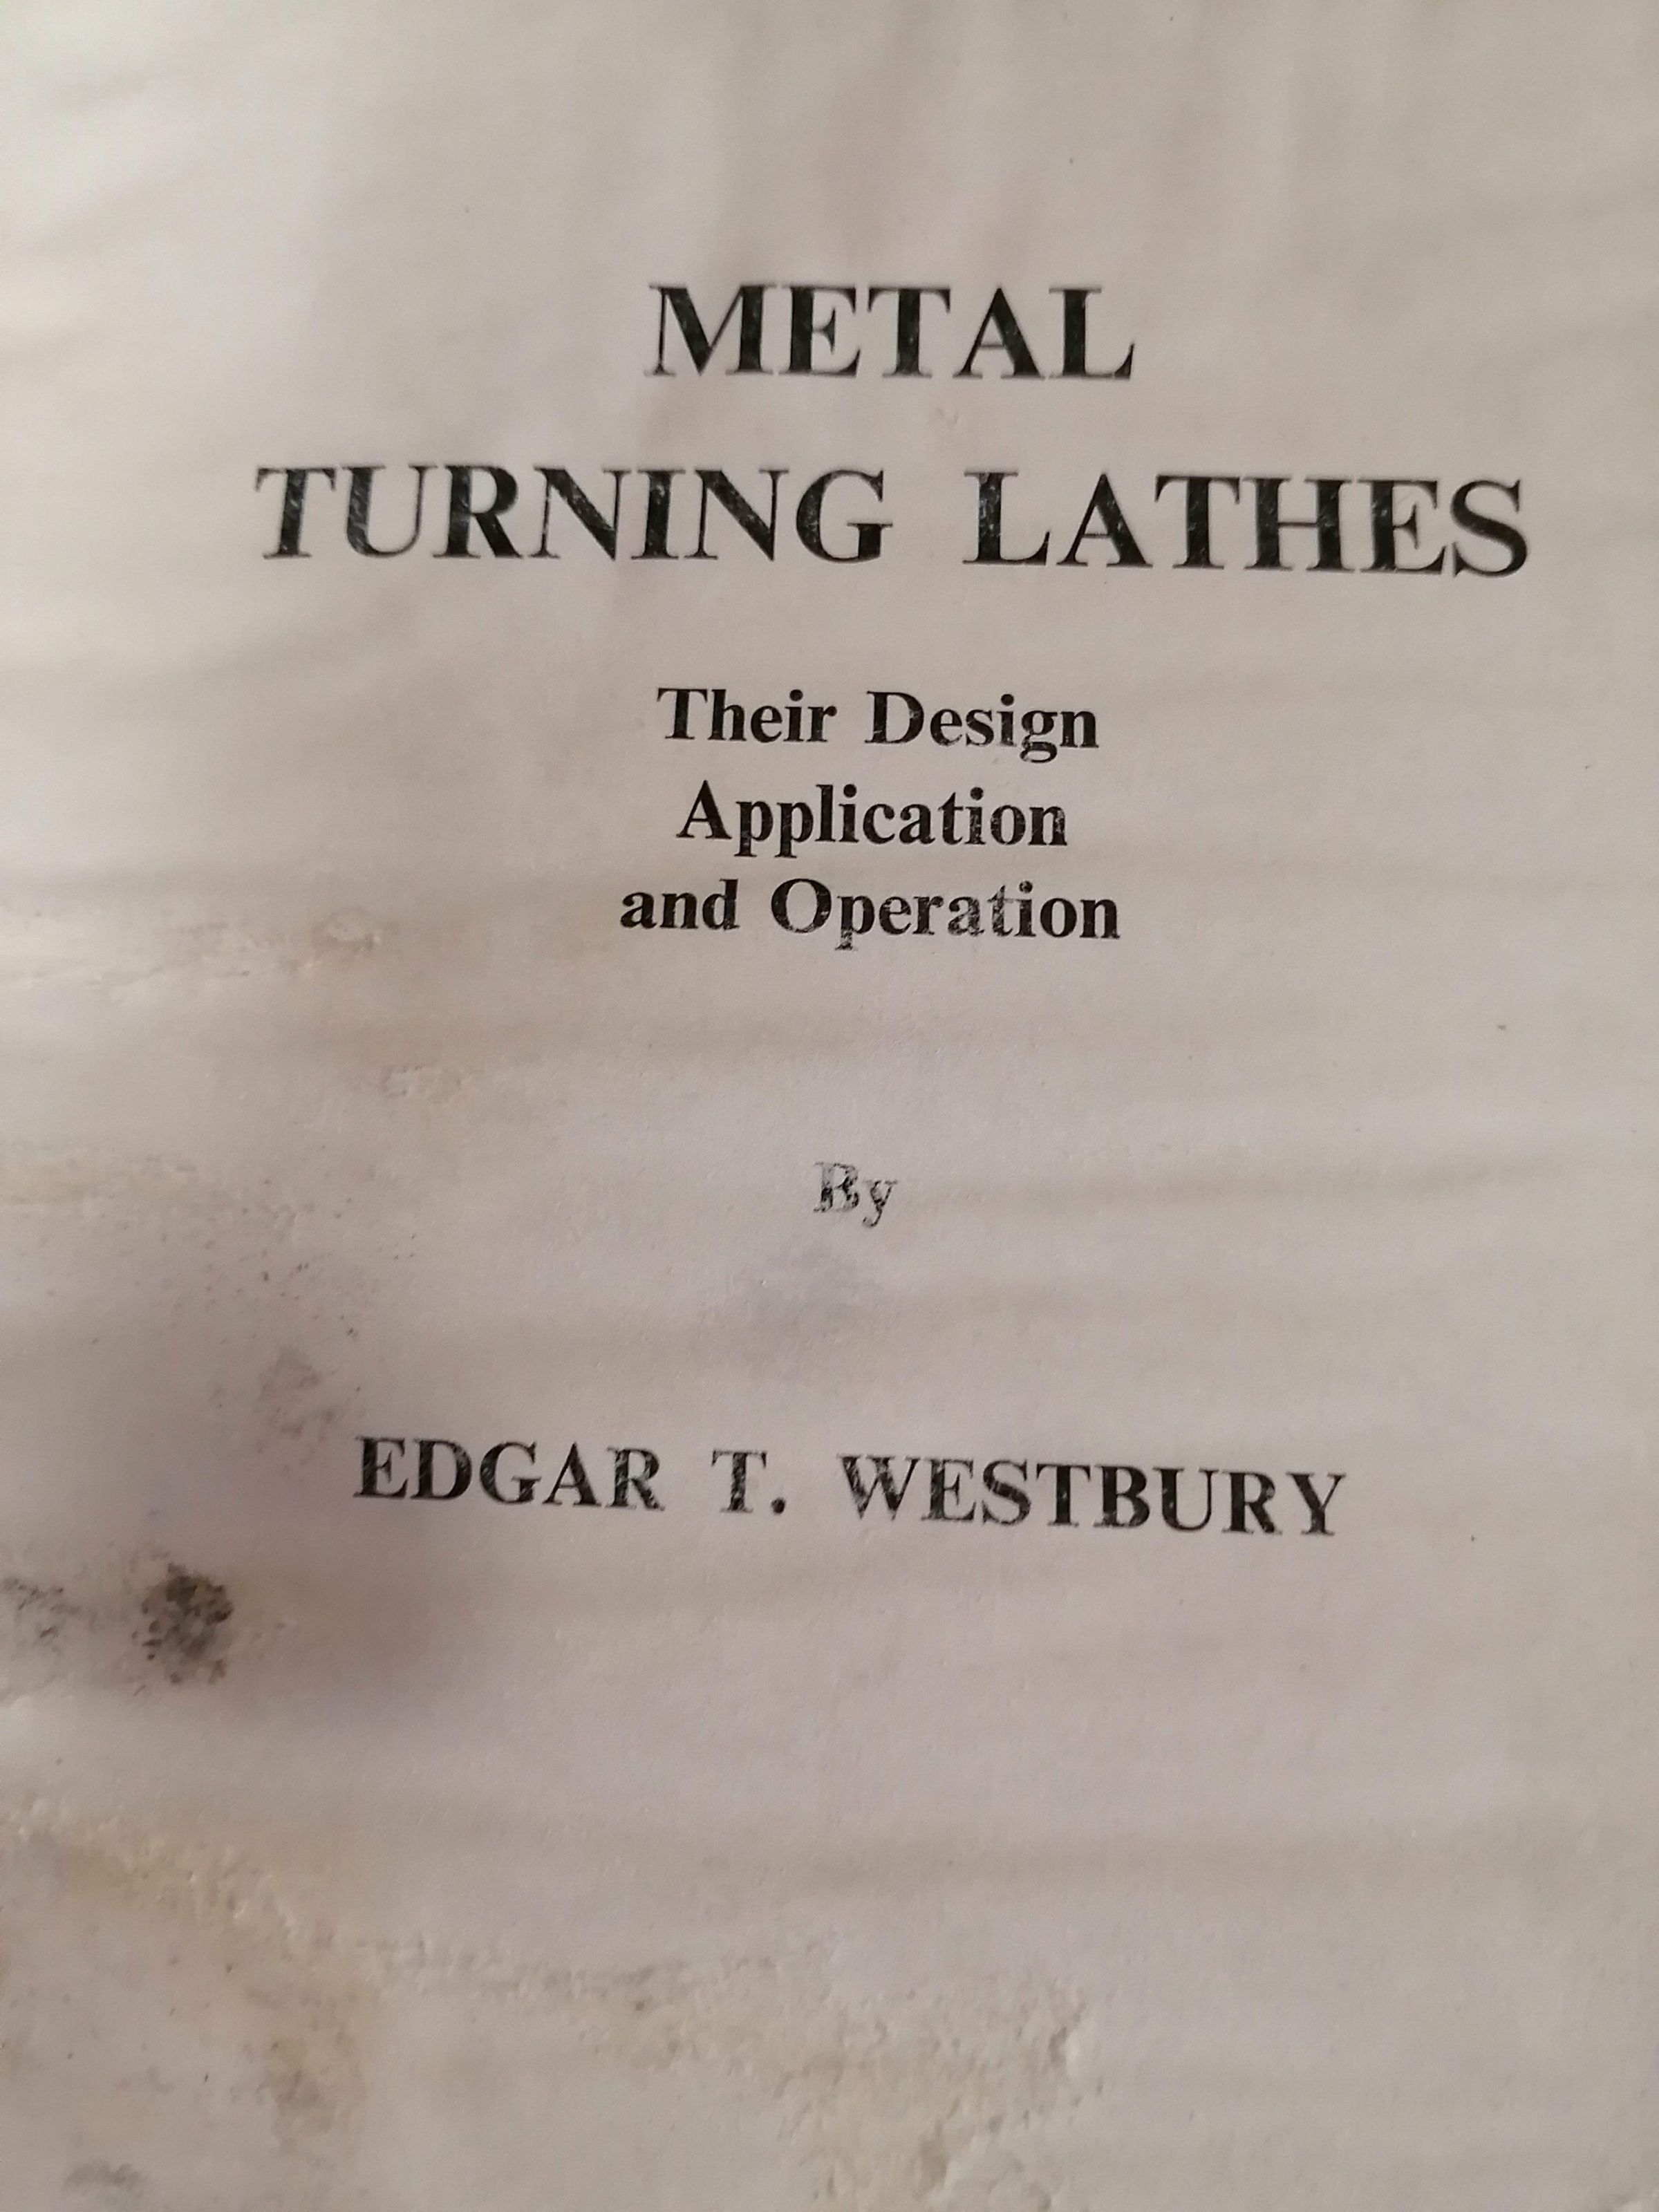 METAL
TURNING LATHES
Their Design
Application
and Operation
By
EDGAR T. WESTBURY